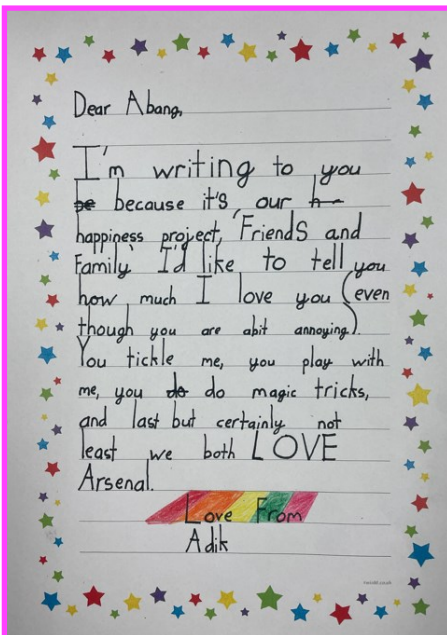 Dear Abang,
I'm writing to you
be because it's 'our h
happiness project, Friends and
Family' I'd like to tell you
how much I love you (even
though you are abit annoying).
You tickle me, you play with
me, you do do magic tricks,
and last but certainly not
least we both LOVE
Arsenal.
Love From
Adik